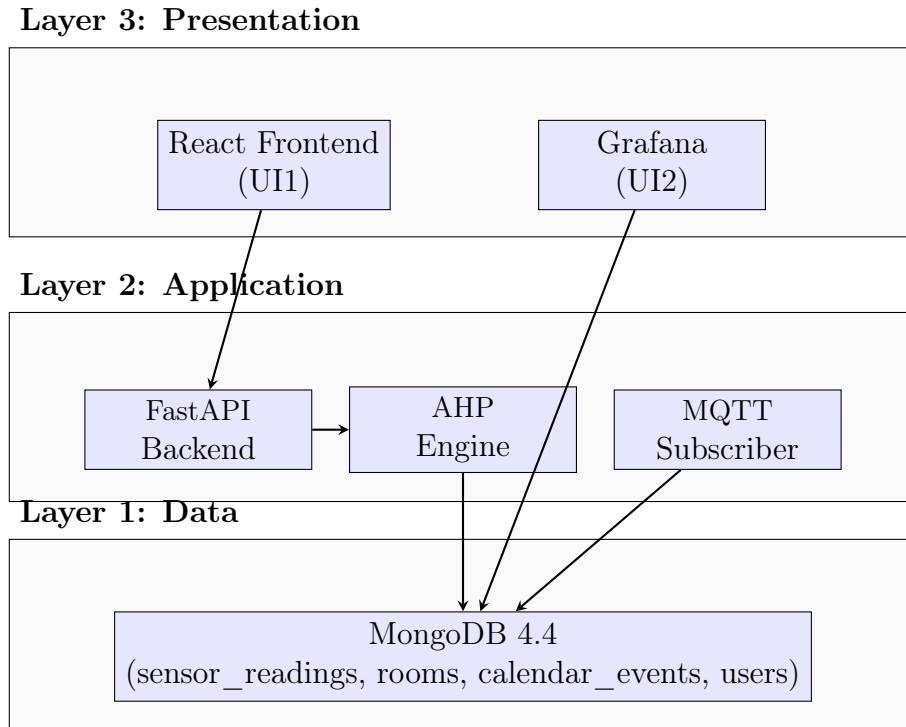 Layer 3: Presentation
React Frontend
(UI1)
Grafana
(UI2)
Layer 2: Application
FastAPI
Backend
AHP
Engine
MQTT
Subscriber
Layer 1: Data
MongoDB 4.4
(sensor_readings, rooms, calendar_events, users)